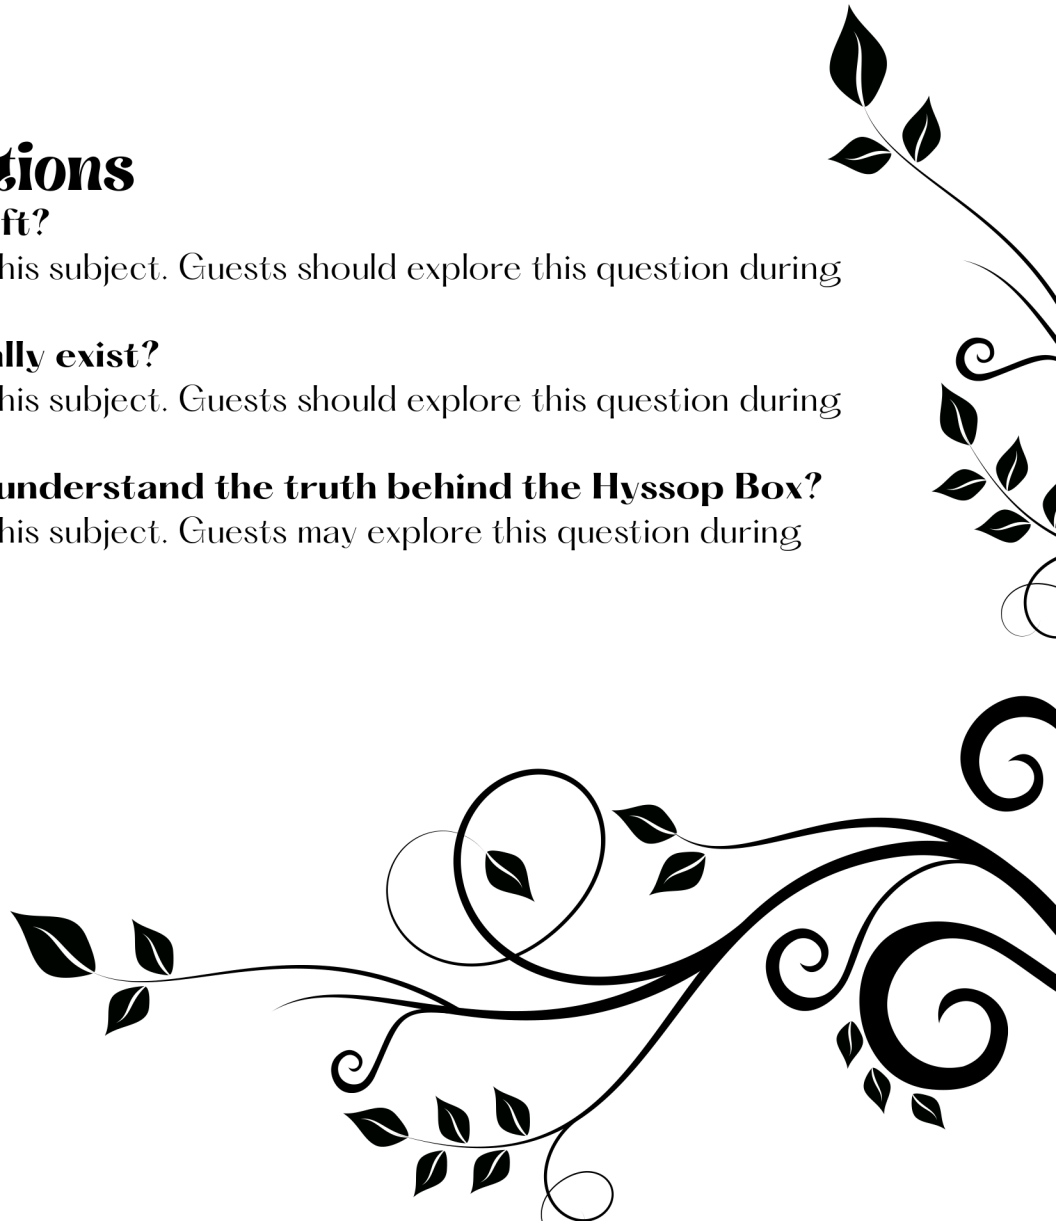 tions
ft?
his subject. Guests should explore this question during
lly exist?
his subject. Guests should explore this question during
understand the truth behind the Hyssop Box?
his subject. Guests may explore this question during